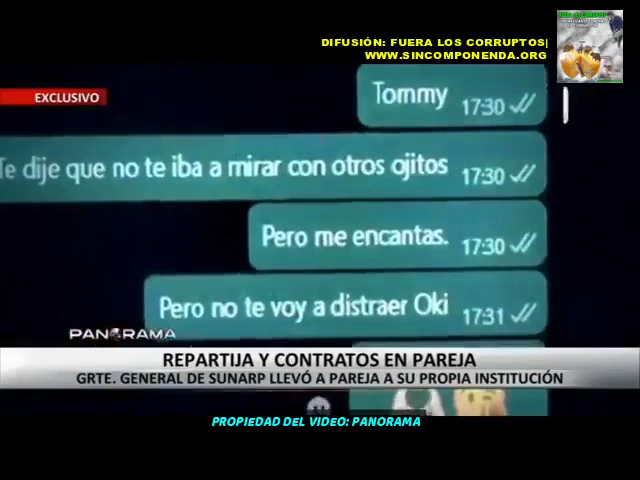 DIFUSIÓN: FUERA LOS CORRUPTOS|
WWW.SINCOMPONENDA.ORG
EXCLUSIVO
Tommy 17:30
Te dije que no te iba a mirar con otros ojitos 17:30
Pero me encantas. 17:30
Pero no te voy a distraer Oki 17:31
PANORAMA
REPARTIJA Y CONTRATOS EN PAREJA
GRTE. GENERAL DE SUNARP LLEVÓ A PAREJA A SU PROPIA INSTITUCIÓN
PROPIEDAD DEL VIDEO: PANORAMA